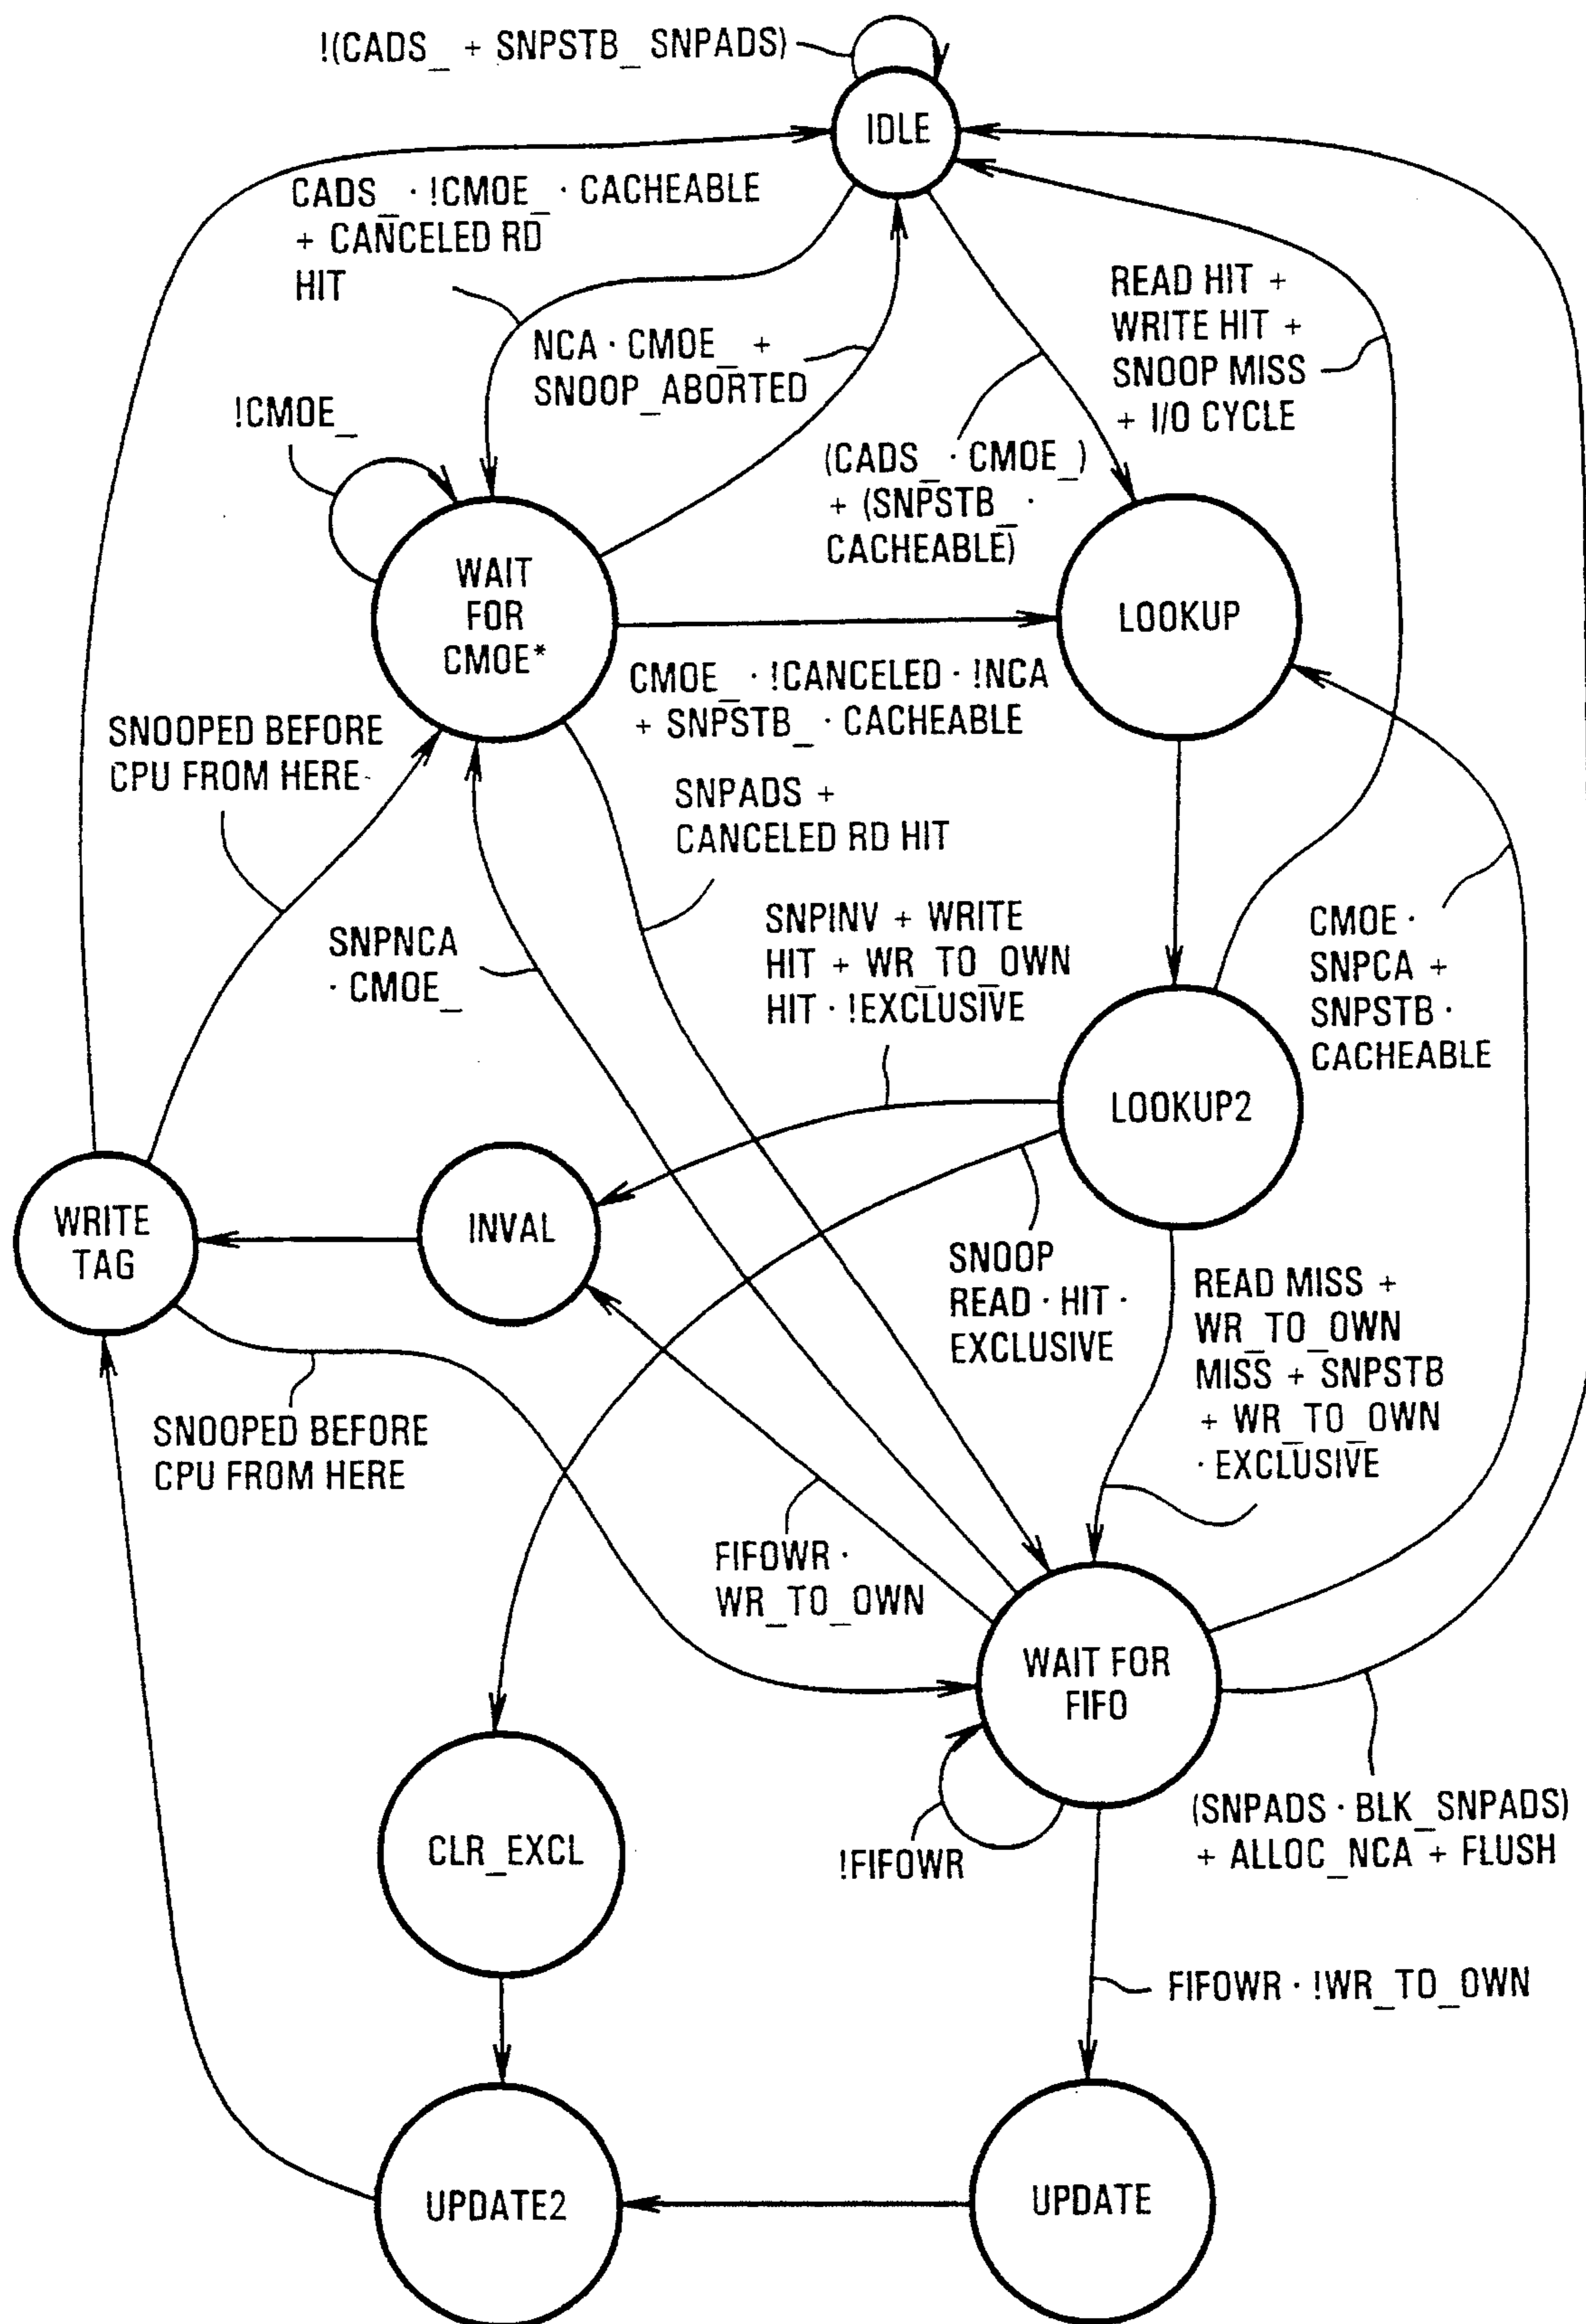 !(CADS_ + SNPSTB_ SNPADS)
IDLE
CADS_ · !CMOE_ · CACHEABLE
+ CANCELED RD
HIT
NCA · CMOE_ +
SNOOP_ABORTED
READ HIT +
WRITE HIT +
SNOOP MISS
+ I/O CYCLE
!CMOE_
(CADS_ · CMOE_)
+ (SNPSTB_ ·
CACHEABLE)
WAIT
FOR
CMOE*
LOOKUP
CMOE_ · !CANCELED · !NCA
+ SNPSTB_ · CACHEABLE
SNOOPED BEFORE
CPU FROM HERE
SNPADS +
CANCELED RD HIT
SNPNCA
· CMOE_
SNPINV + WRITE
HIT + WR_TO_OWN
HIT · !EXCLUSIVE
CMOE ·
SNPCA +
SNPSTB ·
CACHEABLE
LOOKUP2
WRITE
TAG
INVAL
SNOOP
READ · HIT ·
EXCLUSIVE
READ MISS +
WR_TO_OWN
MISS + SNPSTB
+ WR_TO_OWN
· EXCLUSIVE
SNOOPED BEFORE
CPU FROM HERE
FIFOWR ·
WR_TO_OWN
WAIT FOR
FIFO
CLR_EXCL
!FIFOWR
(SNPADS · BLK_SNPADS)
+ ALLOC_NCA + FLUSH
FIFOWR · !WR_TO_OWN
UPDATE2
UPDATE